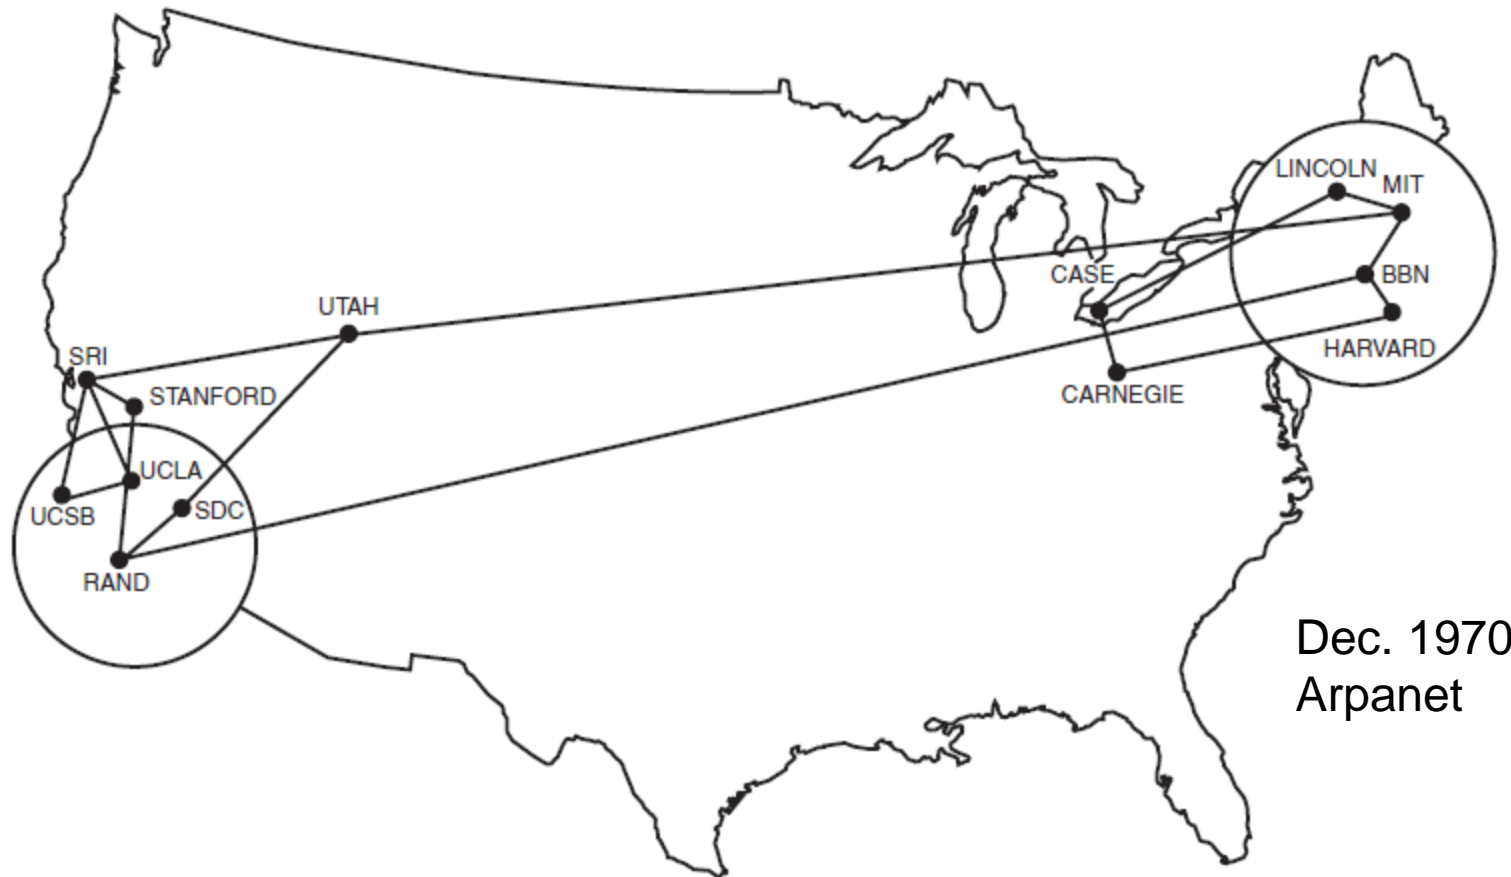 LINCOLN
MIT
CASE
BBN
UTAH
HARVARD
SRI
STANFORD
CARNEGIE
UCLA
UCSB
SDC
RAND
Dec. 1970
Arpanet